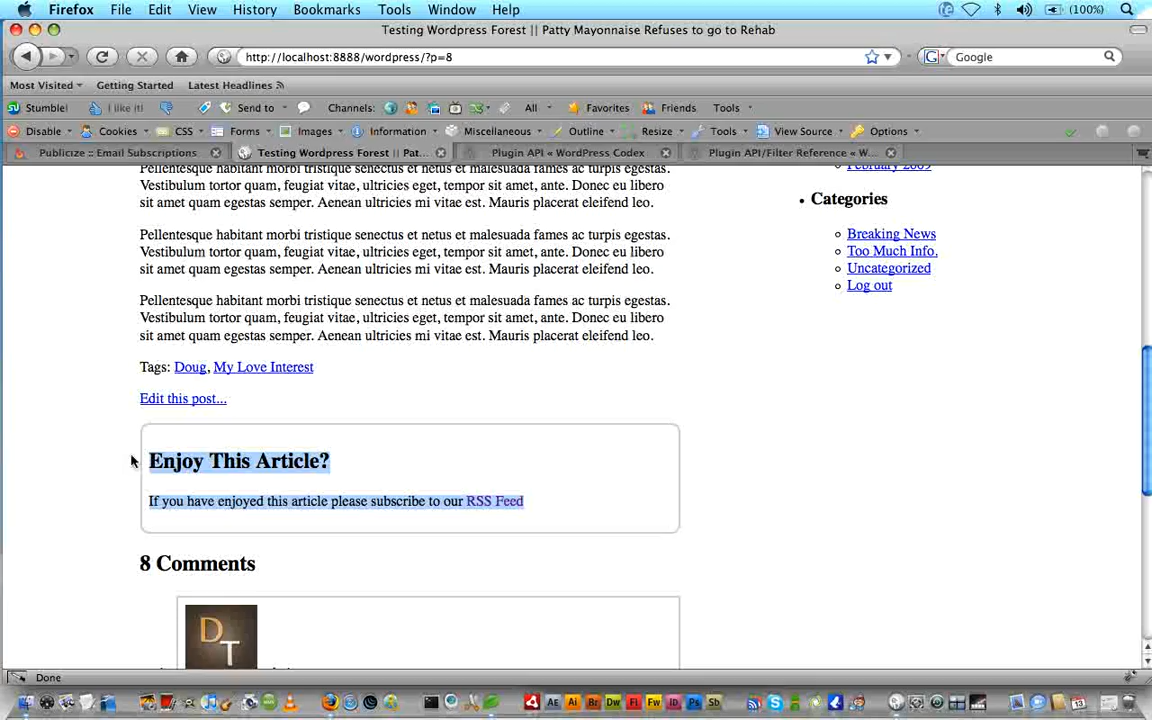 Firefox File Edit View History Bookmarks Tools Window Help (100%)
Testing Wordpress Forest || Patty Mayonnaise Refuses to go to Rehab
http://localhost:8888/wordpress/?p=8 Google
Most Visited Getting Started Latest Headlines
Stumble! I like it! Send to Channels: All Favorites Friends Tools
Disable Cookies CSS Forms Images Information Miscellaneous Outline Resize Tools View Source Options
Publicize :: Email Subscriptions Testing Wordpress Forest || Pat... Plugin API « WordPress Codex Plugin API/Filter Reference « W...
Pellentesque habitant morbi tristique senectus et netus et malesuada fames ac turpis egestas.
February 2009
Vestibulum tortor quam, feugiat vitae, ultricies eget, tempor sit amet, ante. Donec eu libero
sit amet quam egestas semper. Aenean ultricies mi vitae est. Mauris placerat eleifend leo.
Categories
Pellentesque habitant morbi tristique senectus et netus et malesuada fames ac turpis egestas.
Vestibulum tortor quam, feugiat vitae, ultricies eget, tempor sit amet, ante. Donec eu libero
sit amet quam egestas semper. Aenean ultricies mi vitae est. Mauris placerat eleifend leo.
Breaking News
Too Much Info.
Uncategorized
Log out
Pellentesque habitant morbi tristique senectus et netus et malesuada fames ac turpis egestas.
Vestibulum tortor quam, feugiat vitae, ultricies eget, tempor sit amet, ante. Donec eu libero
sit amet quam egestas semper. Aenean ultricies mi vitae est. Mauris placerat eleifend leo.
Tags: Doug, My Love Interest
Edit this post...
Enjoy This Article?
If you have enjoyed this article please subscribe to our RSS Feed
8 Comments
DT
Done
AE Ai Br Dw Fl Fw Id Ps Sb
13